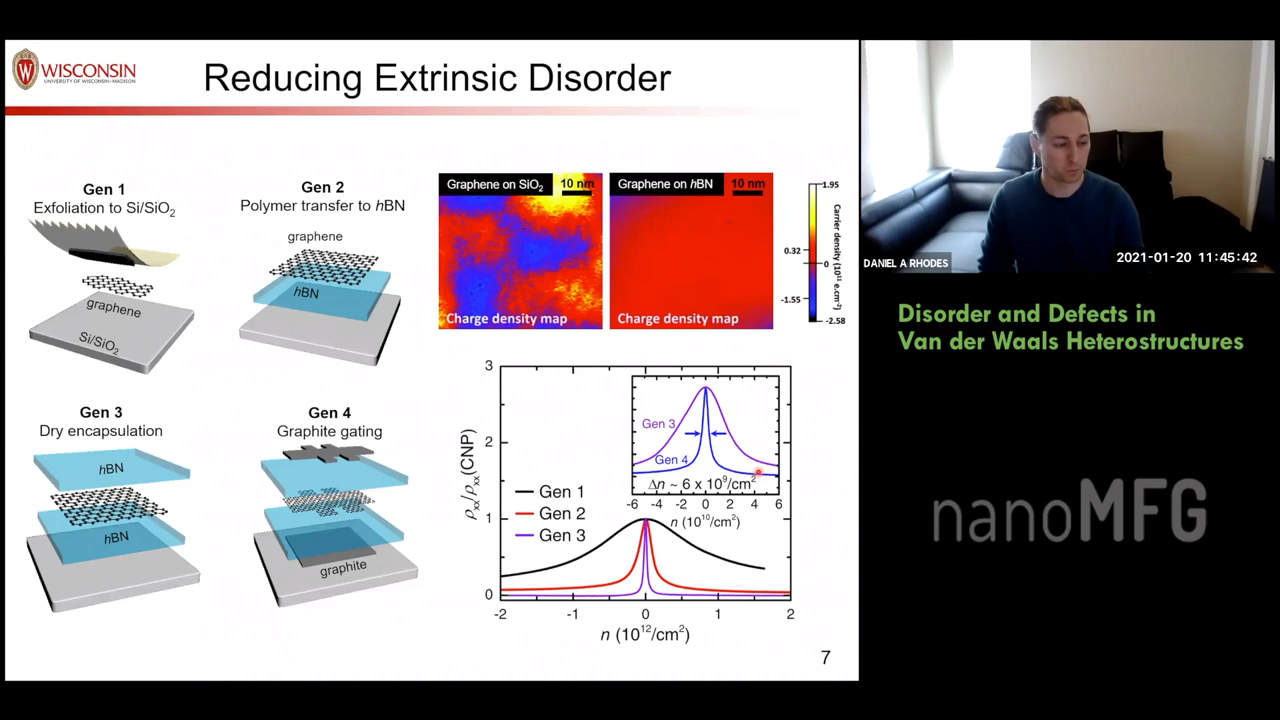 WISCONSIN
UNIVERSITY OF WISCONSIN–MADISON
Reducing Extrinsic Disorder
Gen 1
Exfoliation to Si/SiO₂
graphene
Si/SiO₂
Gen 2
Polymer transfer to hBN
graphene
hBN
Gen 3
Dry encapsulation
hBN
hBN
Gen 4
Graphite gating
graphite
Graphene on SiO₂
10 nm
Charge density map
Graphene on hBN
10 nm
Charge density map
1.95
0.32
0
-1.55
-2.58
Carrier density (10¹¹ e.cm⁻²)
3
2
1
0
ρxx/ρxx(CNP)
Gen 1
Gen 2
Gen 3
-2
-1
0
1
2
n (10¹²/cm²)
Gen 3
Gen 4
Δn ~ 6 x 10⁹/cm²
-6 -4 -2 0 2 4 6
n (10¹⁰/cm²)
7
DANIEL A RHODES
2021-01-20 11:45:42
Disorder and Defects in
Van der Waals Heterostructures
nanoMFG